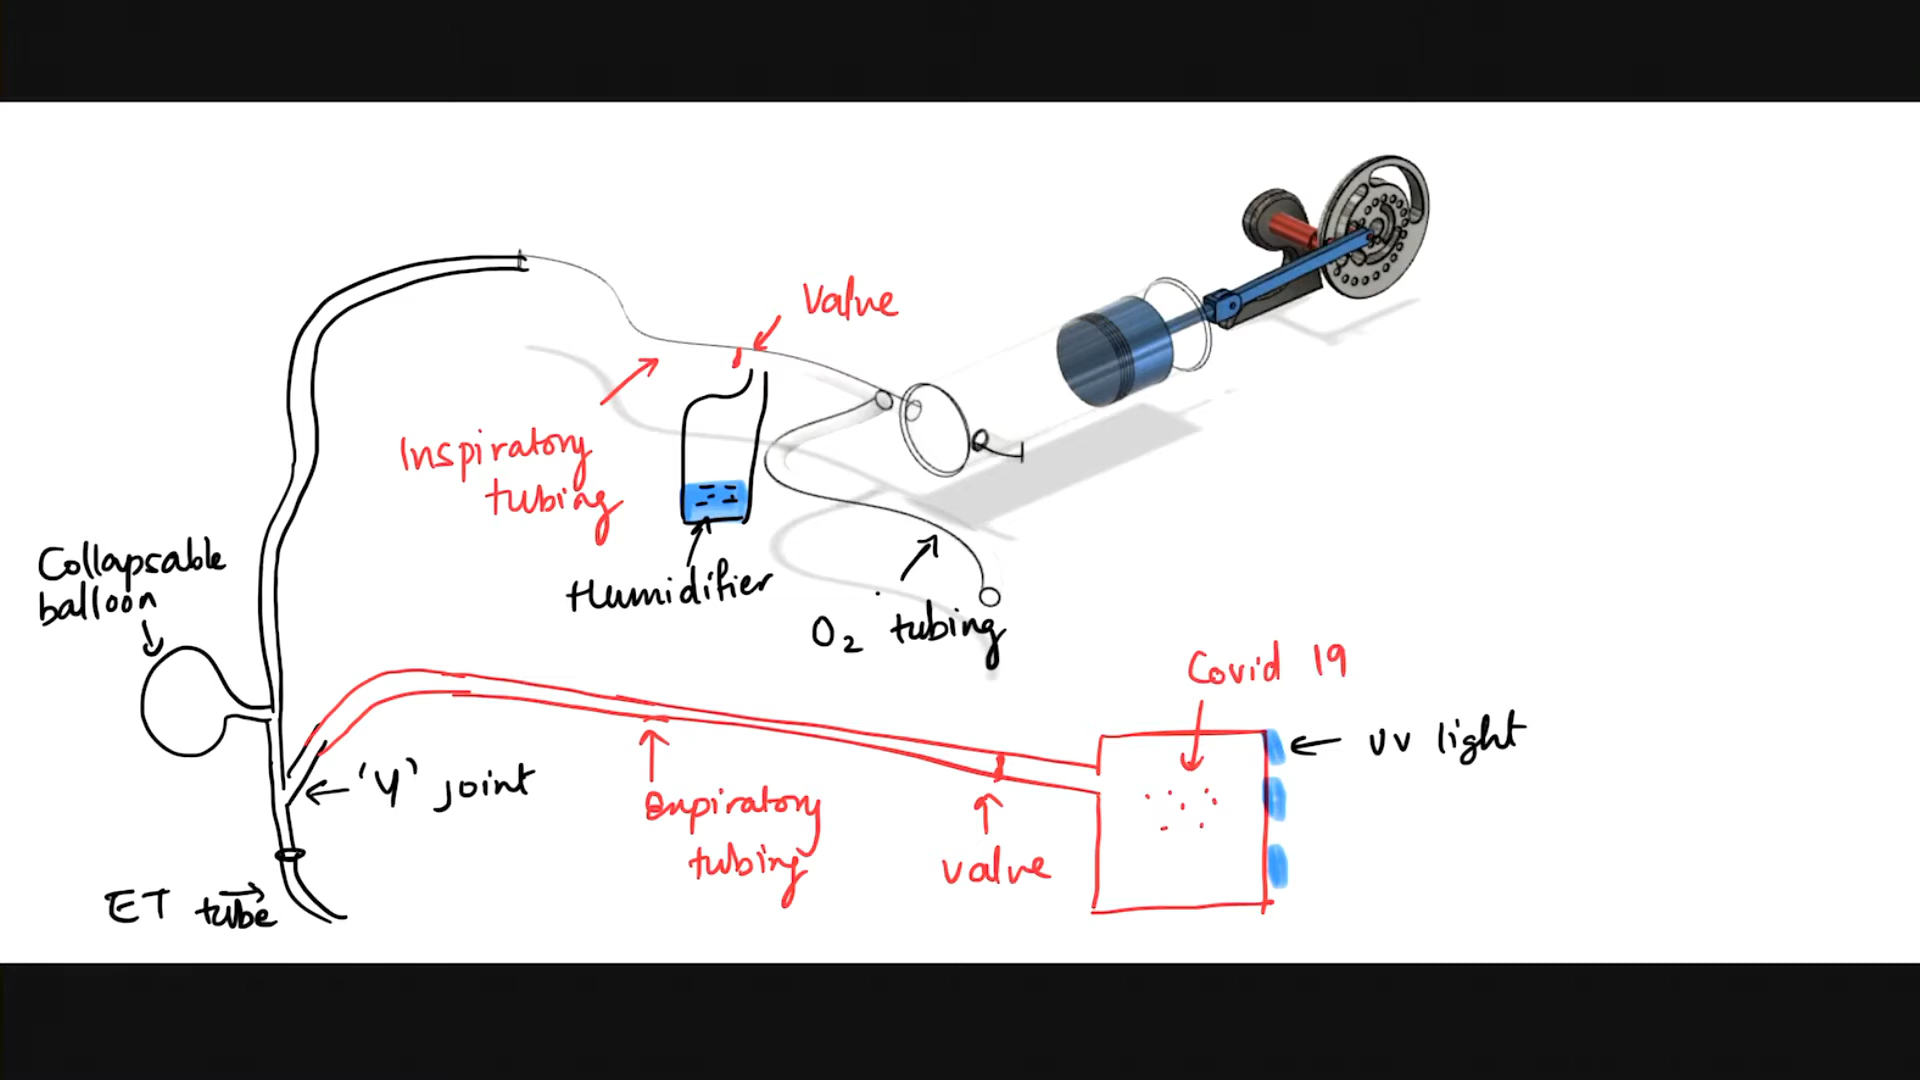 Valve
Inspiratory
tubing
Collapsable
balloon
Humidifier
O₂ tubing
Covid 19
UV light
'Y' joint
Expiratory
tubing
valve
ET tube